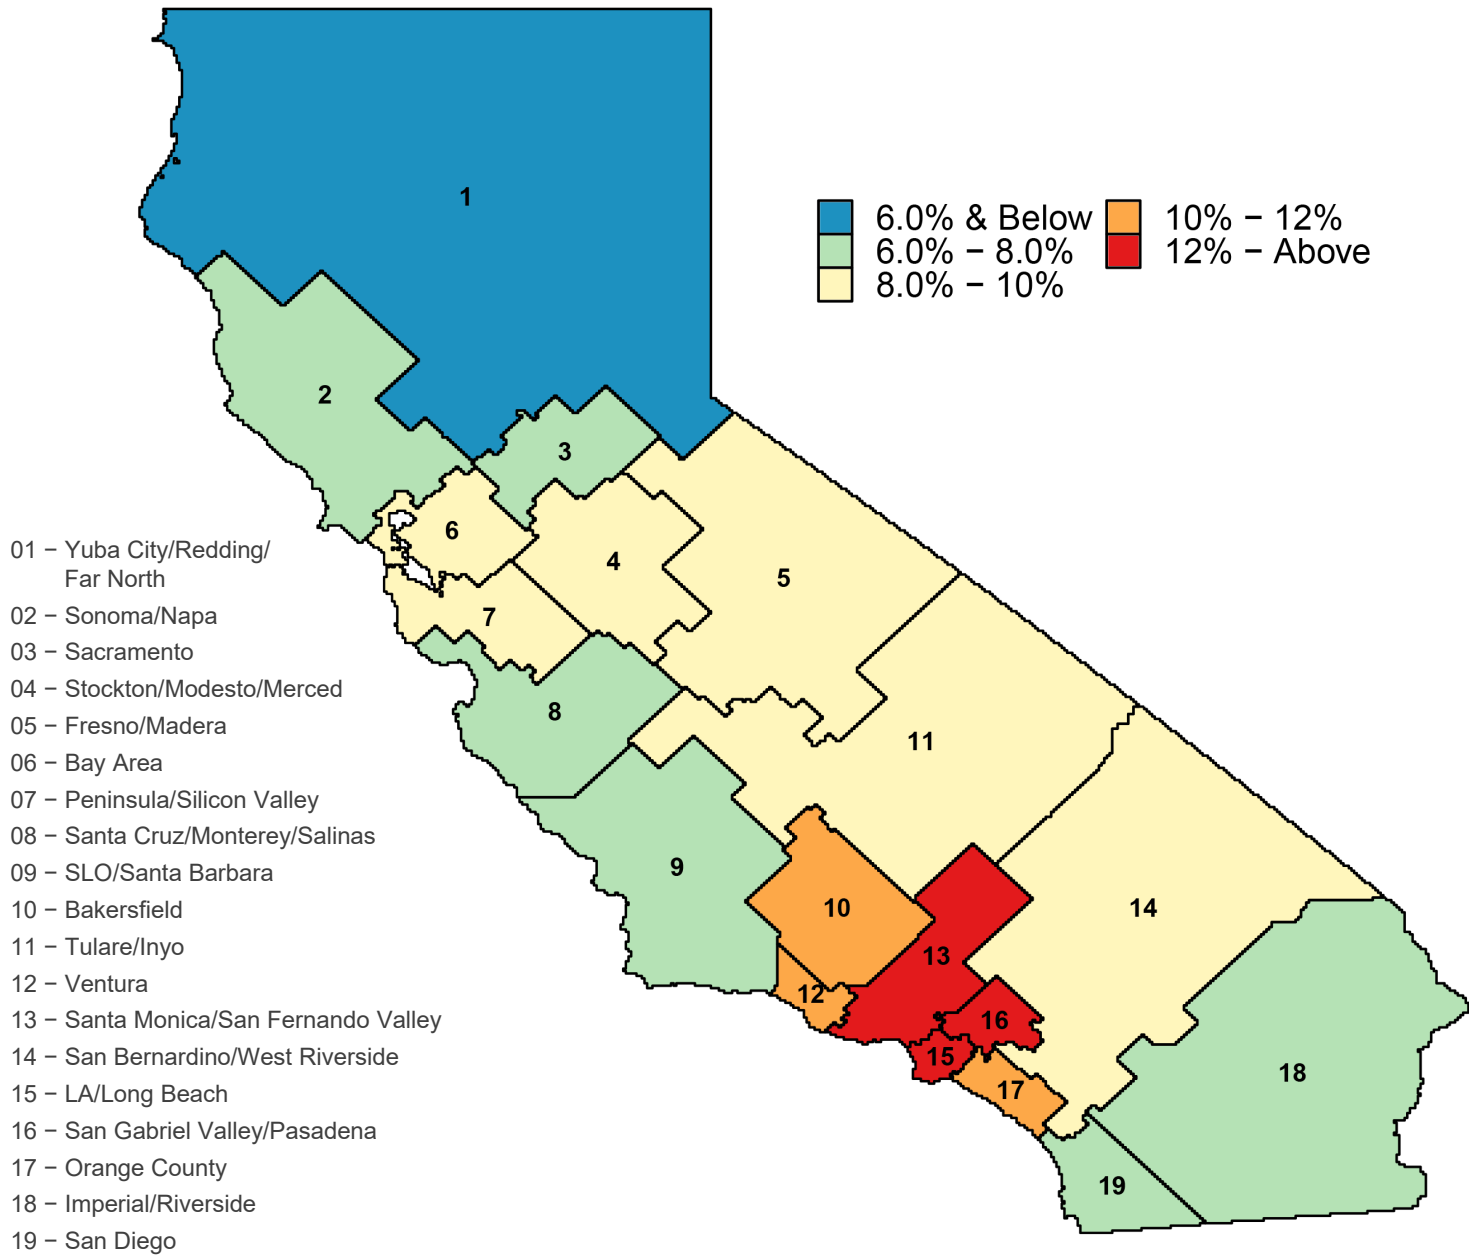 1
6.0% & Below
10% − 12%
6.0% − 8.0%
12% − Above
8.0% − 10%
2
3
6
4
5
7
8
11
9
10
14
13
12
16
15
17
18
19
01 − Yuba City/Redding/
Far North
02 − Sonoma/Napa
03 − Sacramento
04 − Stockton/Modesto/Merced
05 − Fresno/Madera
06 − Bay Area
07 − Peninsula/Silicon Valley
08 − Santa Cruz/Monterey/Salinas
09 − SLO/Santa Barbara
10 − Bakersfield
11 − Tulare/Inyo
12 − Ventura
13 − Santa Monica/San Fernando Valley
14 − San Bernardino/West Riverside
15 − LA/Long Beach
16 − San Gabriel Valley/Pasadena
17 − Orange County
18 − Imperial/Riverside
19 − San Diego